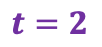 t = 2